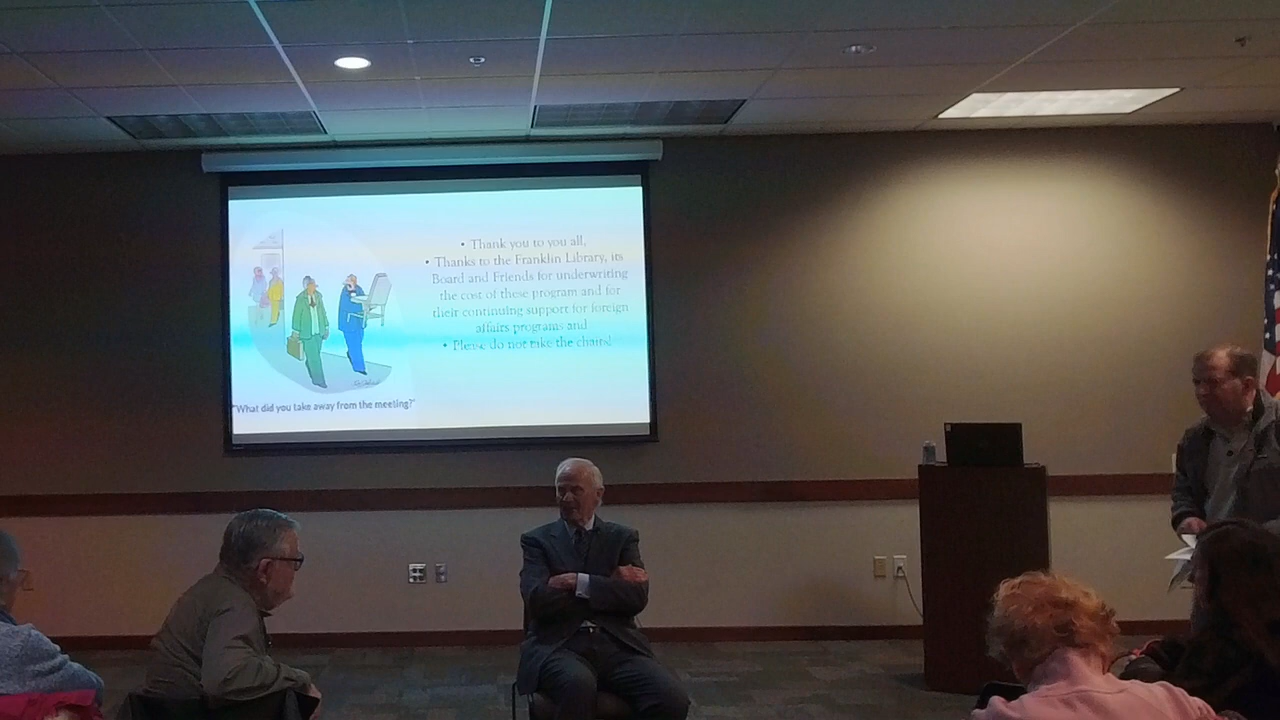 • Thank you to you all,
• Thanks to the Franklin Library, its
Board and Friends for underwriting
the cost of these program and for
their continuing support for foreign
affairs programs and
• Please do not take the chairs!
"What did you take away from the meeting?"